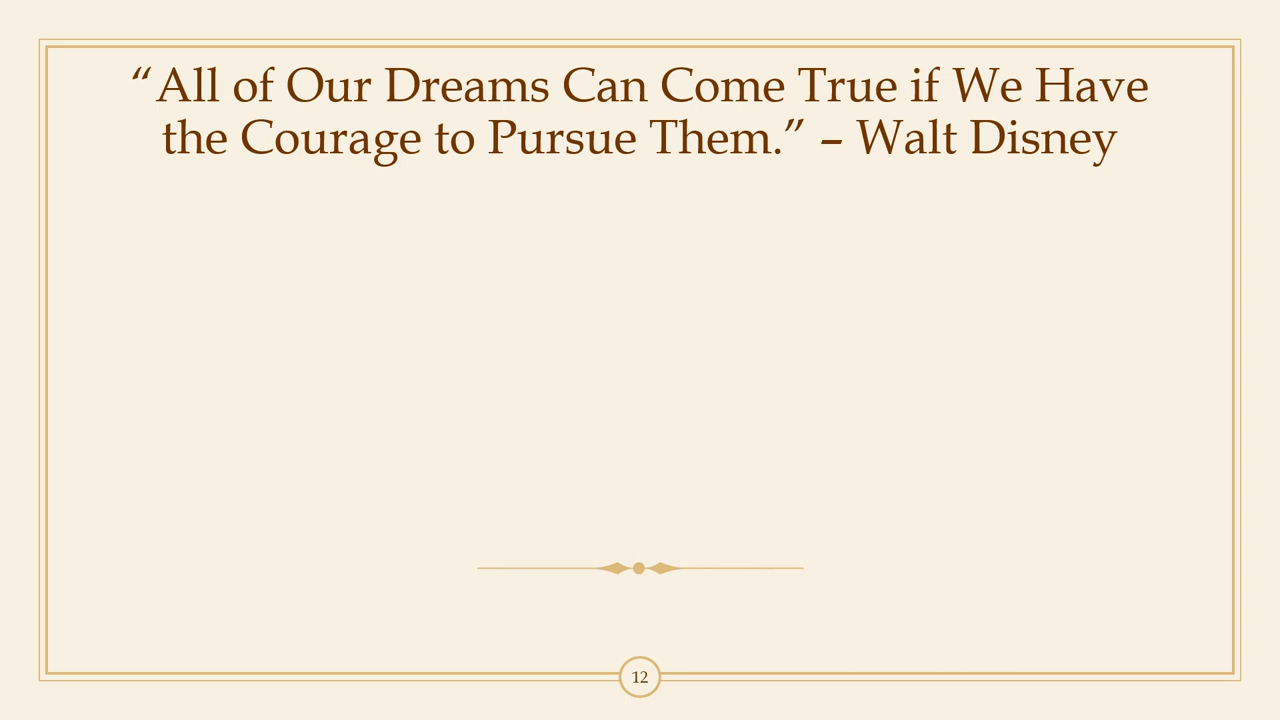 “All of Our Dreams Can Come True if We Have
the Courage to Pursue Them.” – Walt Disney
12